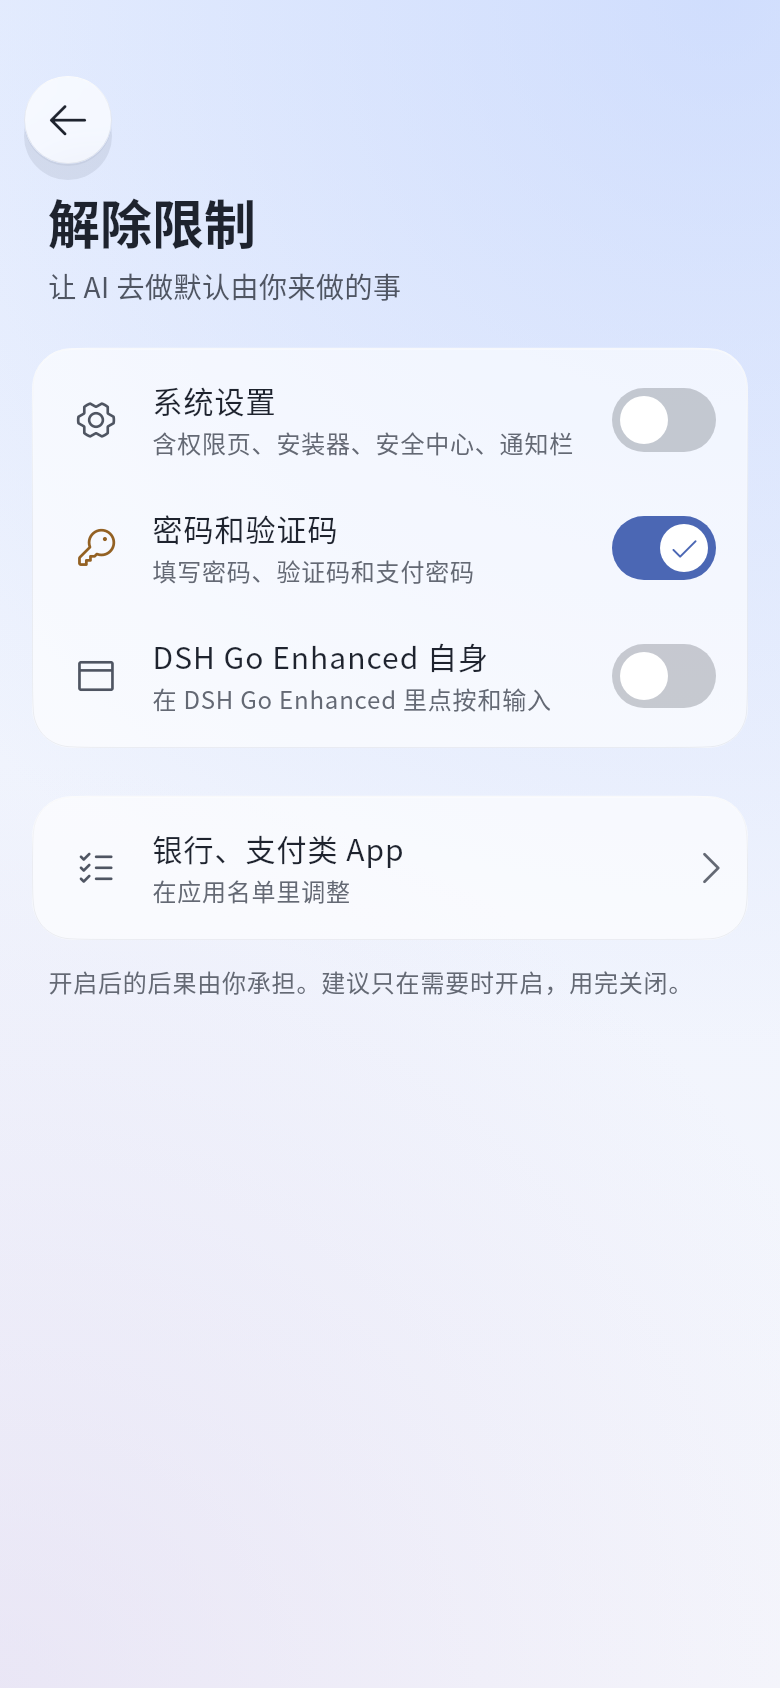 解除限制
让 AI 去做默认由你来做的事
系统设置
含权限页、安装器、安全中心、通知栏
密码和验证码
填写密码、验证码和支付密码
DSH Go Enhanced 自身
在 DSH Go Enhanced 里点按和输入
银行、支付类 App
在应用名单里调整
开启后的后果由你承担。建议只在需要时开启，用完关闭。